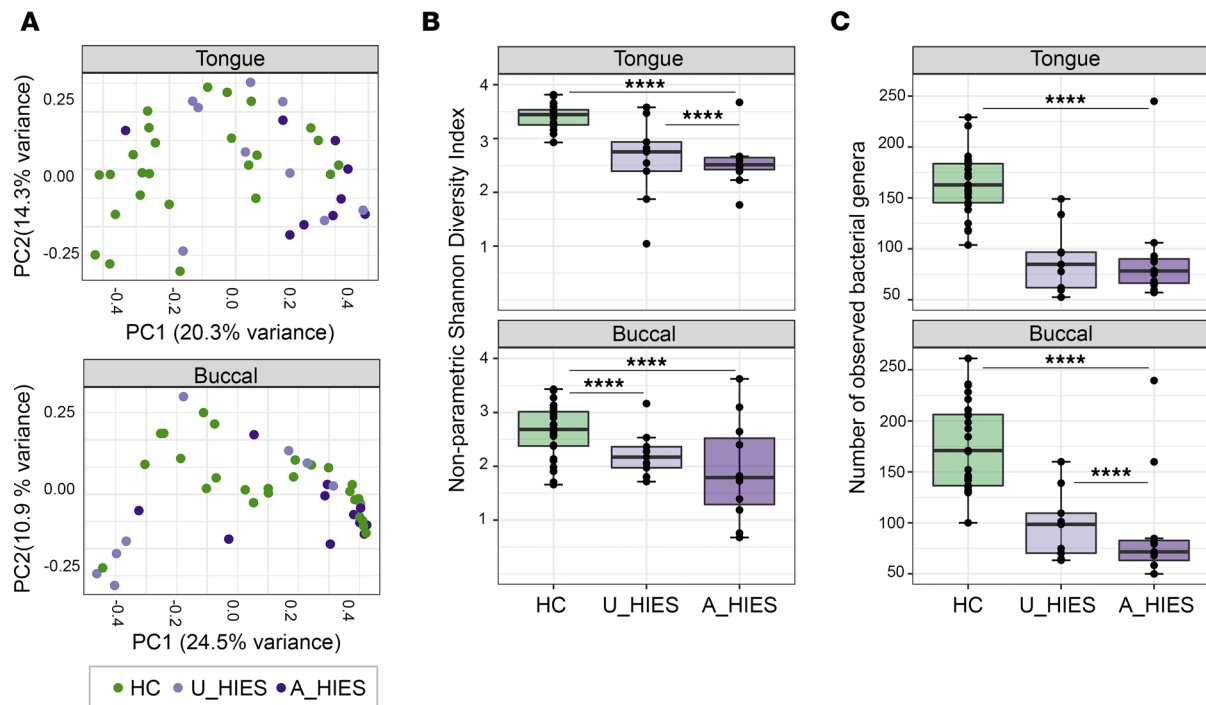 A
Tongue
PC2(14.3% variance)
0.25
0.00
-0.25
-0.4
-0.2
0.0
0.2
0.4
PC1 (20.3% variance)
Buccal
PC2(10.9 % variance)
0.25
0.00
-0.25
-0.4
-0.2
0.0
0.2
0.4
PC1 (24.5% variance)
HC U_HIES A_HIES
B
Non-parametric Shannon Diversity Index
Tongue
4
3
2
1
****
****
Buccal
4
3
2
1
****
****
HC U_HIES A_HIES
C
Number of observed bacterial genera
Tongue
250
200
150
100
50
****
Buccal
250
200
150
100
50
****
****
HC U_HIES A_HIES